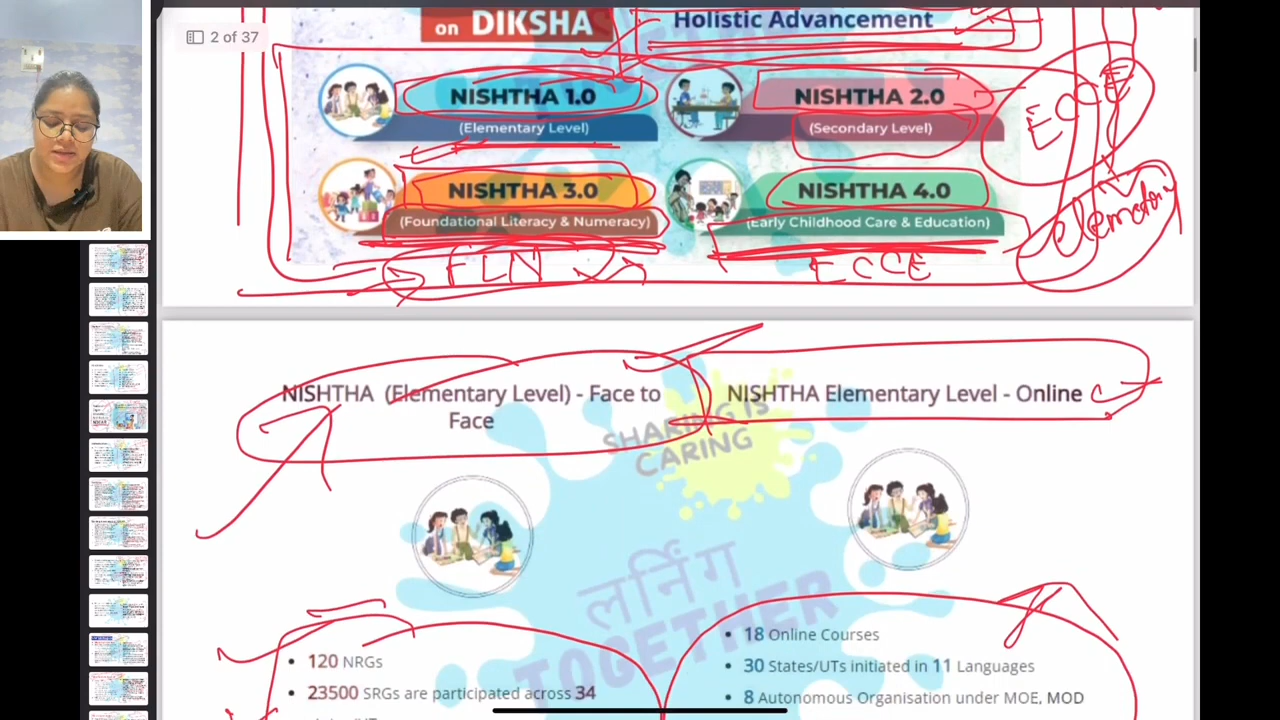 2 of 37
on DIKSHA
Holistic Advancement
NISHTHA 1.0
(Elementary Level)
NISHTHA 2.0
(Secondary Level)
ECCE
NISHTHA 3.0
(Foundational Literacy & Numeracy)
NISHTHA 4.0
(Early Childhood Care & Education)
FLN
ECCE
NISHTHA (Elementary Level) - Face to
Face
NISHTHA Elementary Level - Online
SHARING IS
CARING
लर्निंग
TOGETHER
• 120 NRGs
• 23500 SRGs are participated across 34
• 18 Online Courses
• 30 States/UTs initiated in 11 Languages
• 8 Autonomous Organisation under MOE, MOD